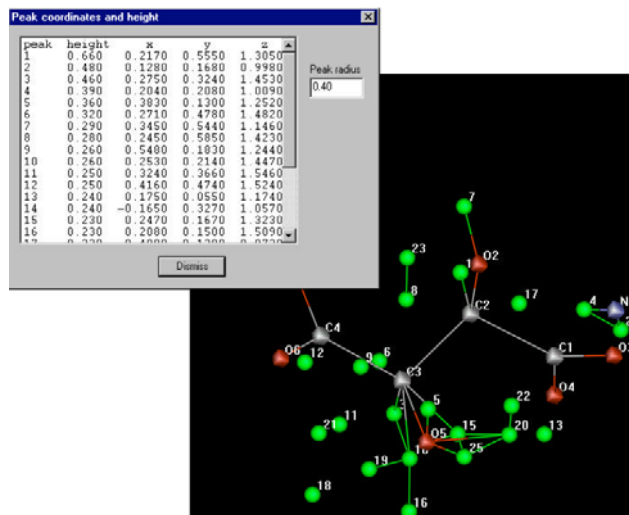 Peak coordinates and height
peak height x y z
1 0.660 0.2170 0.5550 1.3050
2 0.480 0.1280 0.1680 0.9980
3 0.460 0.2750 0.3240 1.4530
4 0.390 0.2040 0.2080 1.0090
5 0.360 0.3830 0.1300 1.2520
6 0.320 0.2710 0.4780 1.4820
7 0.290 0.3450 0.5440 1.1460
8 0.280 0.2450 0.5850 1.4230
9 0.260 0.5480 0.1830 1.2440
10 0.260 0.2530 0.2140 1.4470
11 0.250 0.3240 0.3660 1.5460
12 0.250 0.4160 0.4740 1.5240
13 0.240 0.1750 0.0550 1.1740
14 0.240 -0.1650 0.3270 1.0570
15 0.230 0.2470 0.1670 1.3230
16 0.230 0.2080 0.1500 1.5090
Peak radius
0.40
Dismiss
7
23
O2
1
8
17
4
N
C2
C4
O6
12
9
6
C1
C3
O4
3
5
22
11
21
O5
15
20
13
19
25
18
16